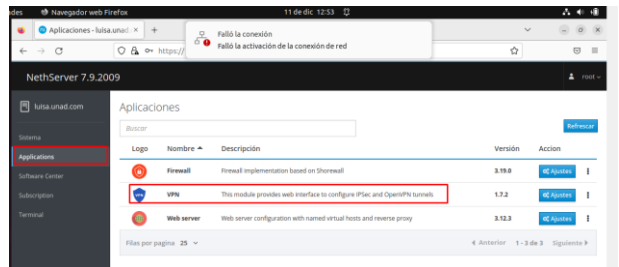 des Navegador web Firefox 11 de dic 12:53
Aplicaciones - luisa.unad. × +
Falló la conexión
Falló la activación de la conexión de red
https://
NethServer 7.9.2009 root
luisa.unad.com
Aplicaciones
Buscar
Refrescar
Sistema
Applications
Software Center
Subscription
Terminal
Logo Nombre Descripción Versión Accion
Firewall Firewall implementation based on Shorewall 3.19.0 Ajustes
VPN VPN This module provides web interface to configure IPSec and OpenVPN tunnels 1.7.2 Ajustes
Web server Web server configuration with named virtual hosts and reverse proxy 3.12.3 Ajustes
Filas por pagina 25 Anterior 1-3 de 3 Siguiente